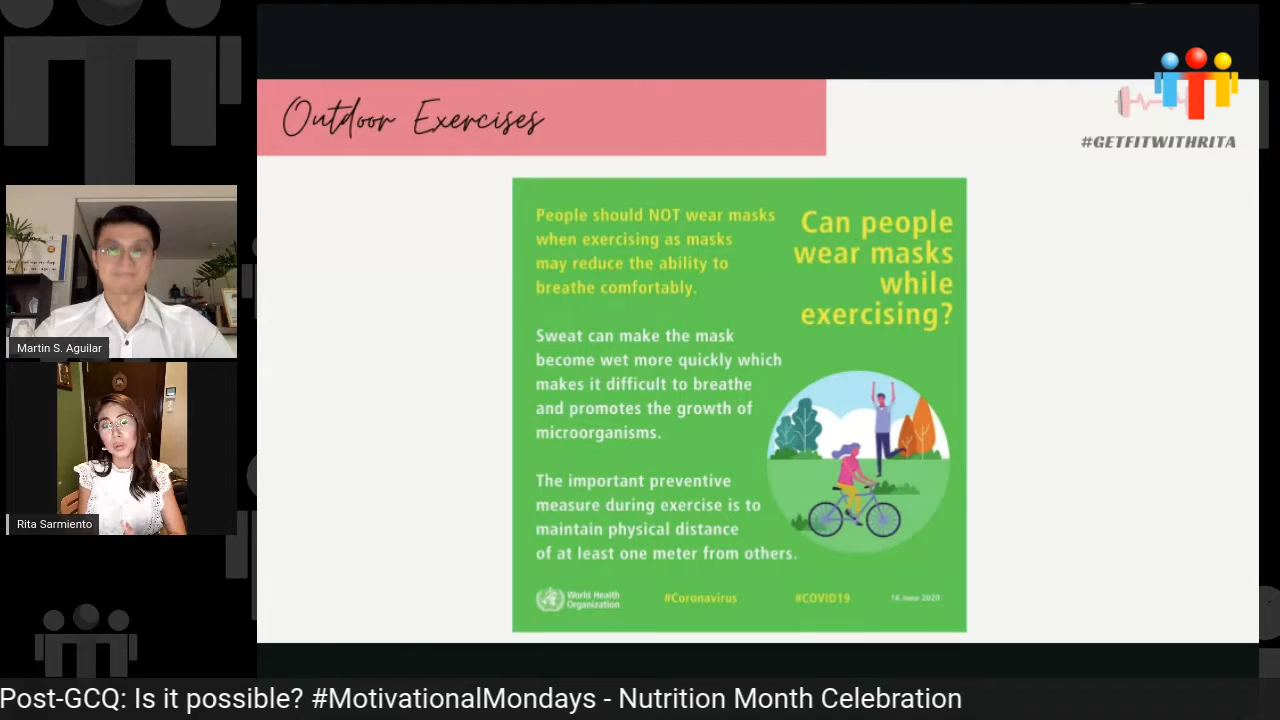 Outdoor Exercises
#GETFITWITHRITA
People should NOT wear masks
when exercising as masks
may reduce the ability to
breathe comfortably.
Can people
wear masks
while
exercising?
Sweat can make the mask
become wet more quickly which
makes it difficult to breathe
and promotes the growth of
microorganisms.
The important preventive
measure during exercise is to
maintain physical distance
of at least one meter from others.
World Health
Organization
#Coronavirus
#COVID19
16 June 2020
Martin S. Aguilar
Rita Sarmiento
Post-GCQ: Is it possible? #MotivationalMondays - Nutrition Month Celebration